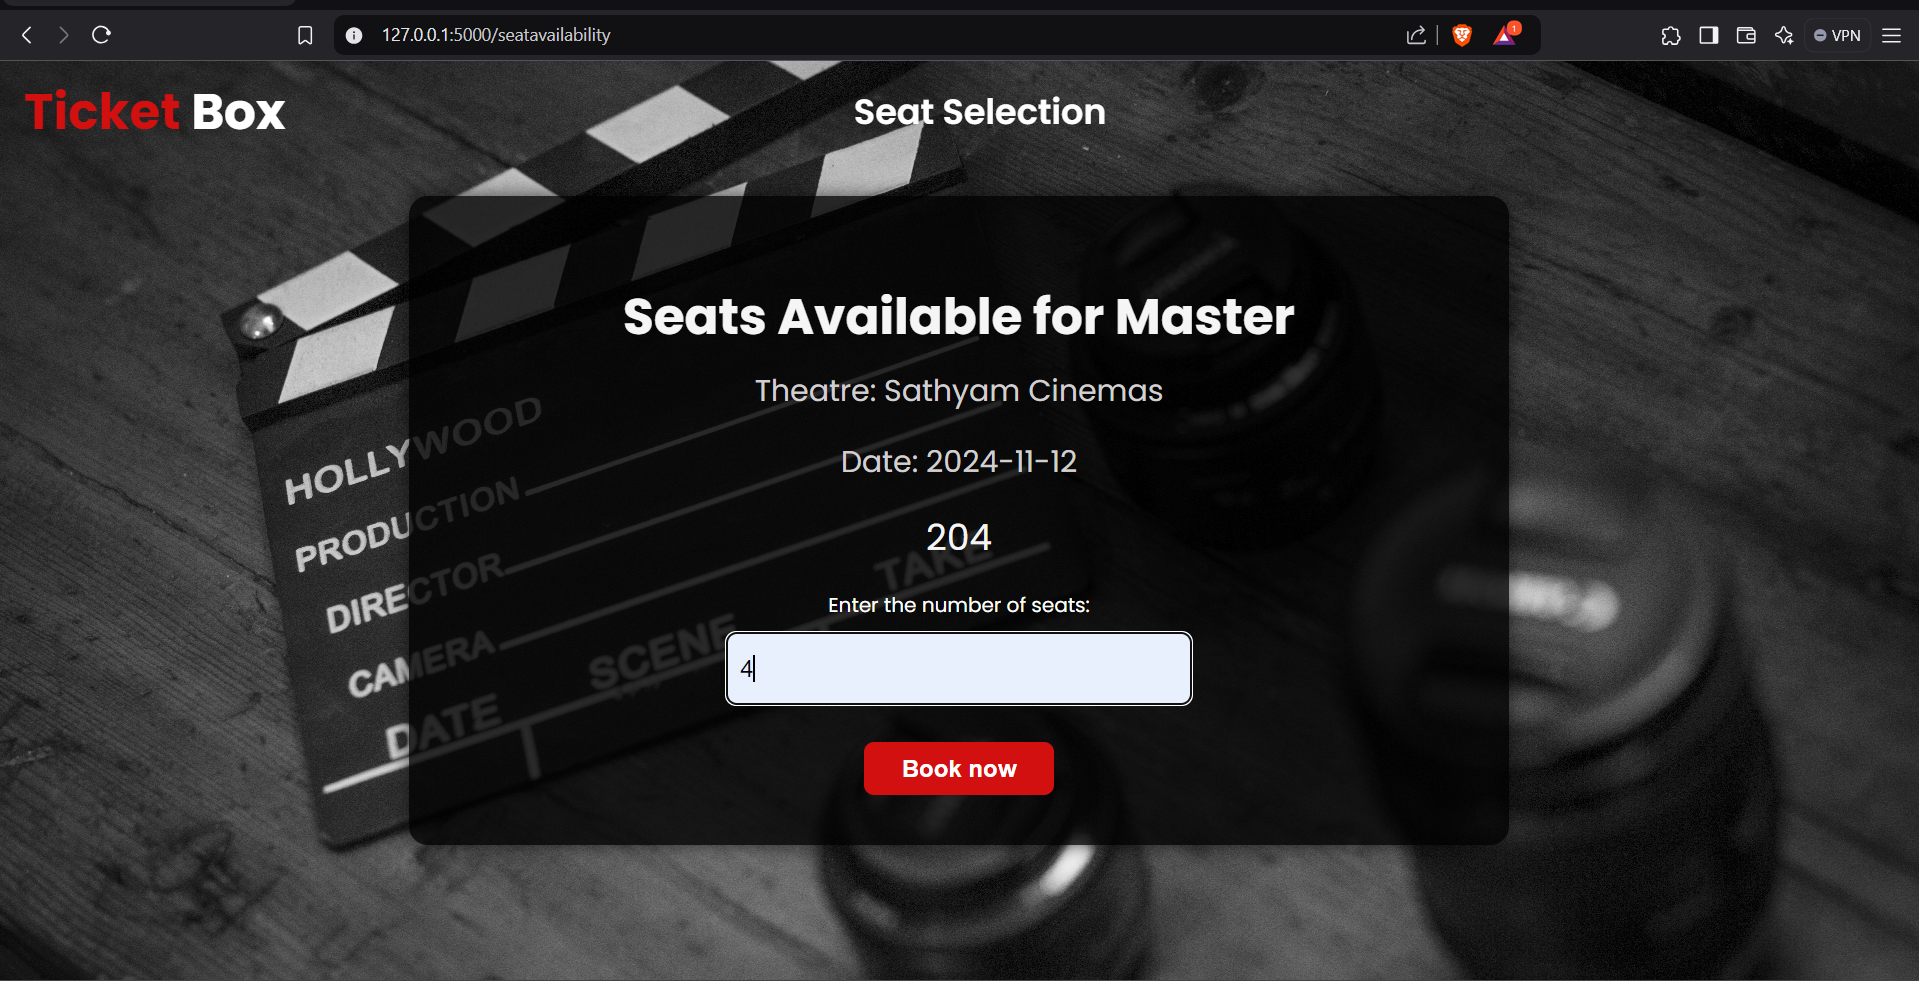 127.0.0.1:5000/seatavailability
1
VPN
Ticket Box
Seat Selection
Seats Available for Master
Theatre: Sathyam Cinemas
Date: 2024-11-12
204
Enter the number of seats:
4
Book now
HOLLYWOOD
PRODUCTION
DIRECTOR
CAMERA
DATE
SCENE
TAKE